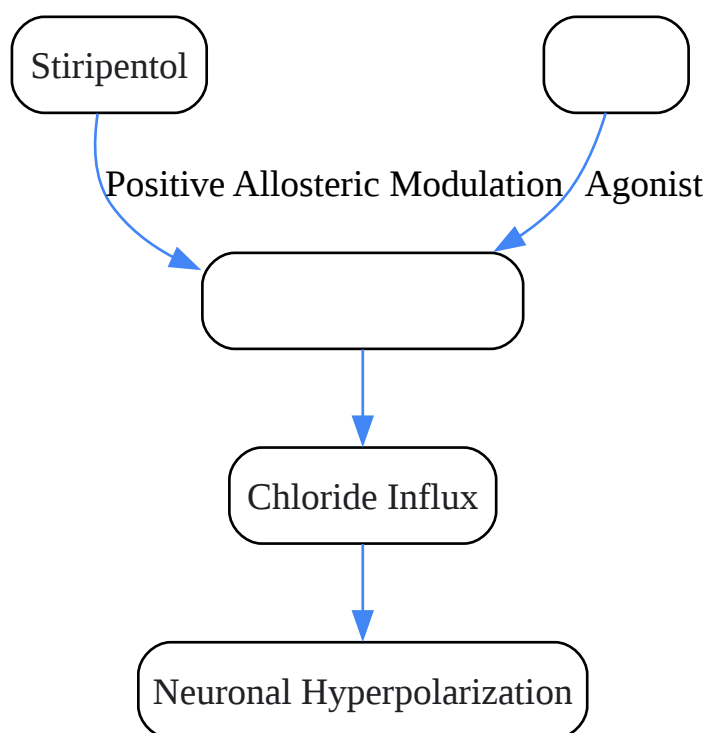 Stiripentol
Positive Allosteric Modulation
Agonist
Chloride Influx
Neuronal Hyperpolarization